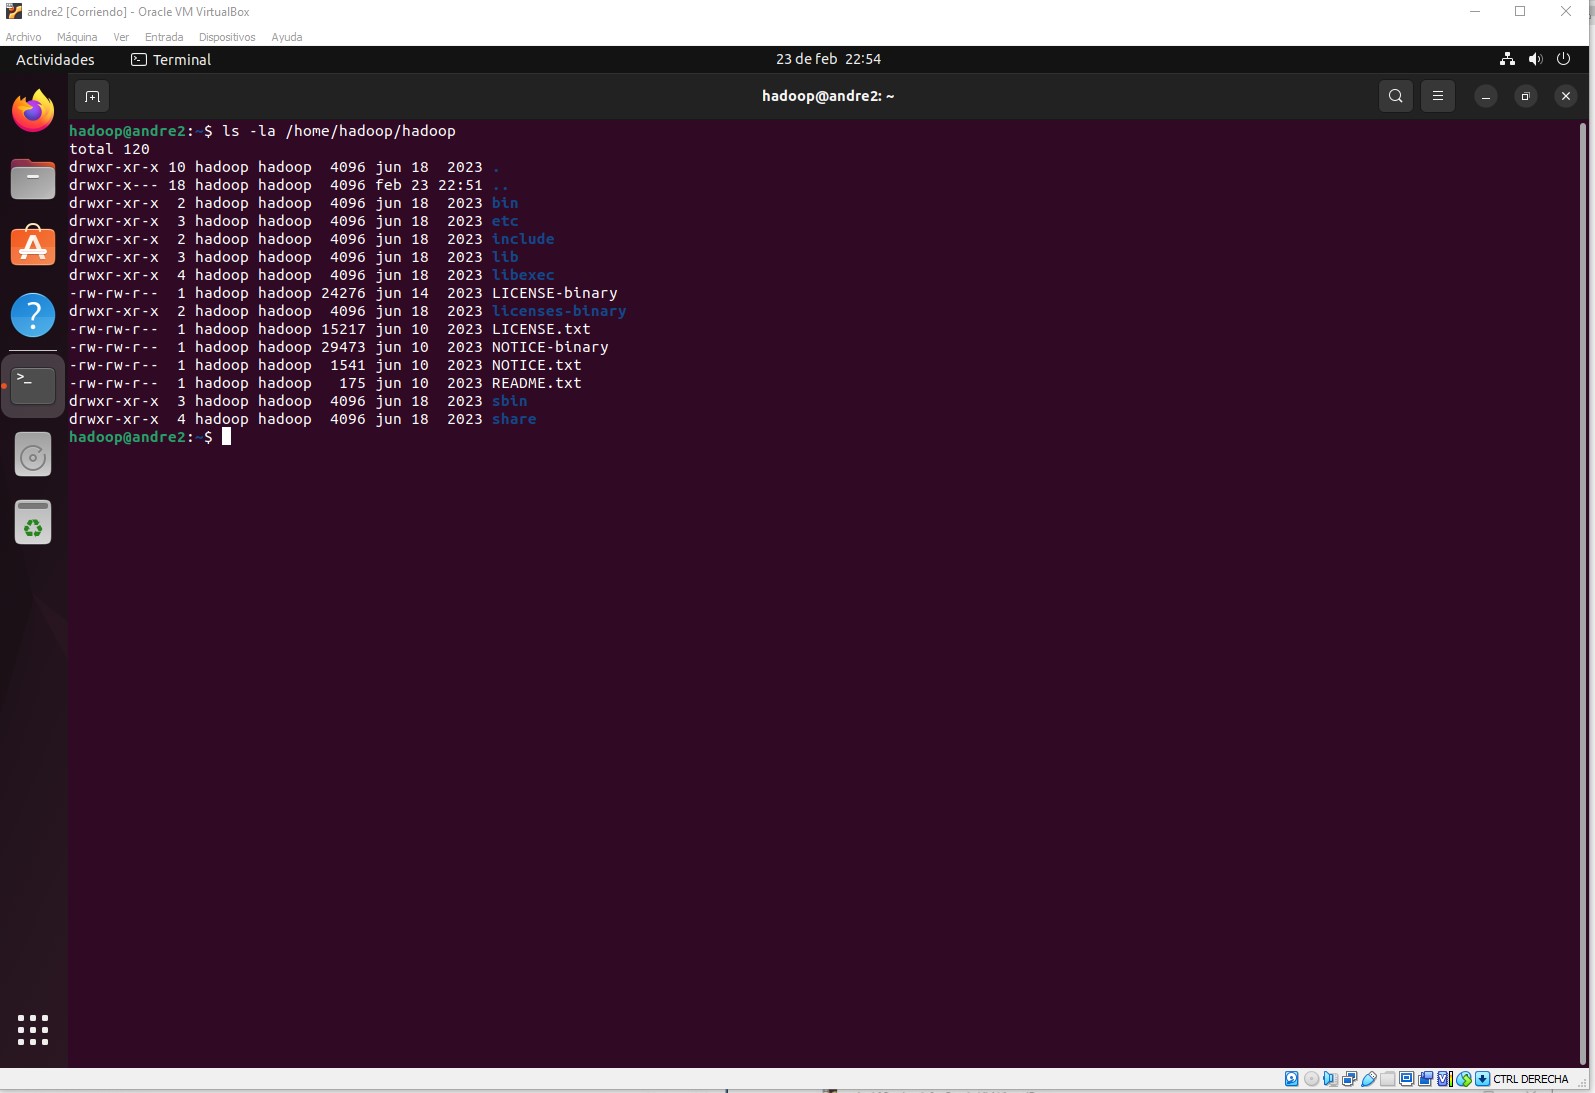 andre2 [Corriendo] - Oracle VM VirtualBox
Archivo Máquina Ver Entrada Dispositivos Ayuda
Actividades Terminal 23 de feb 22:54
hadoop@andre2: ~
hadoop@andre2:~$ ls -la /home/hadoop/hadoop
total 120
drwxr-xr-x 10 hadoop hadoop  4096 jun 18  2023 .
drwxr-x--- 18 hadoop hadoop  4096 feb 23 22:51 ..
drwxr-xr-x  2 hadoop hadoop  4096 jun 18  2023 bin
drwxr-xr-x  3 hadoop hadoop  4096 jun 18  2023 etc
drwxr-xr-x  2 hadoop hadoop  4096 jun 18  2023 include
drwxr-xr-x  3 hadoop hadoop  4096 jun 18  2023 lib
drwxr-xr-x  4 hadoop hadoop  4096 jun 18  2023 libexec
-rw-rw-r--  1 hadoop hadoop 24276 jun 14  2023 LICENSE-binary
drwxr-xr-x  2 hadoop hadoop  4096 jun 18  2023 licenses-binary
-rw-rw-r--  1 hadoop hadoop 15217 jun 10  2023 LICENSE.txt
-rw-rw-r--  1 hadoop hadoop 29473 jun 10  2023 NOTICE-binary
-rw-rw-r--  1 hadoop hadoop  1541 jun 10  2023 NOTICE.txt
-rw-rw-r--  1 hadoop hadoop   175 jun 10  2023 README.txt
drwxr-xr-x  3 hadoop hadoop  4096 jun 18  2023 sbin
drwxr-xr-x  4 hadoop hadoop  4096 jun 18  2023 share
hadoop@andre2:~$
CTRL DERECHA